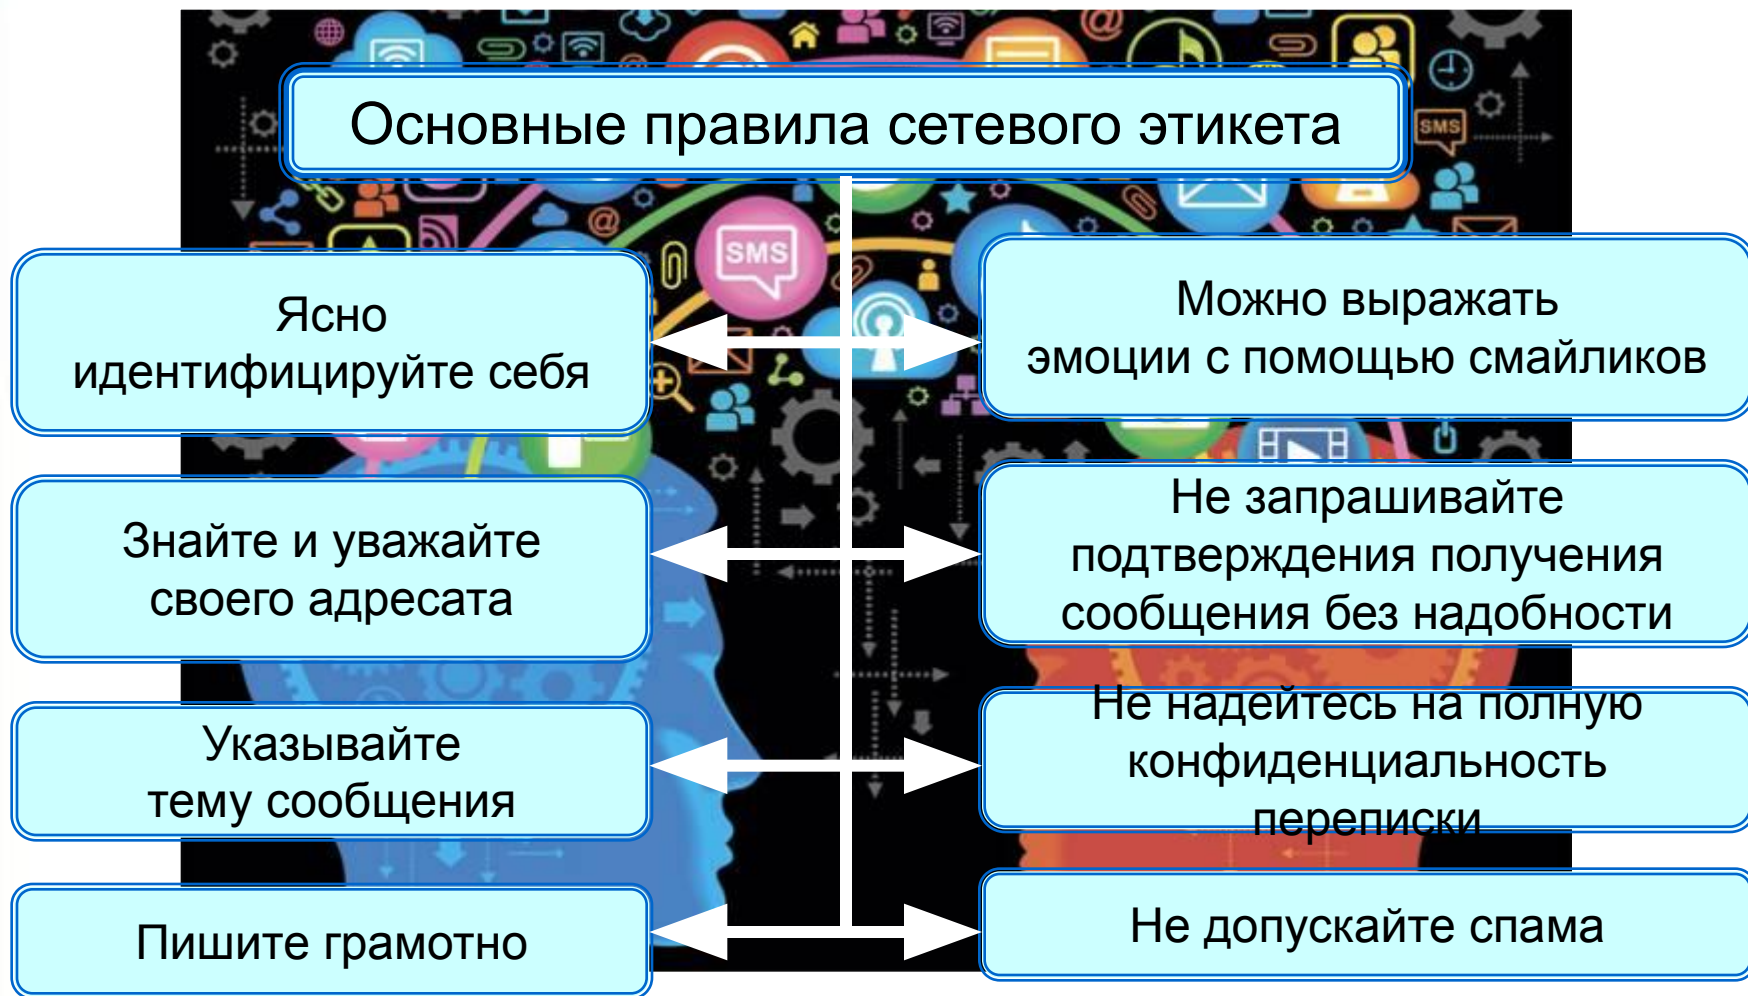 Основные правила сетевого этикета
SMS
SMS
Ясно
идентифицируйте себя
Можно выражать
эмоции с помощью смайликов
Знайте и уважайте
своего адресата
Не запрашивайте
подтверждения получения
сообщения без надобности
Указывайте
тему сообщения
Не надейтесь на полную
конфиденциальность
переписки
Пишите грамотно
Не допускайте спама